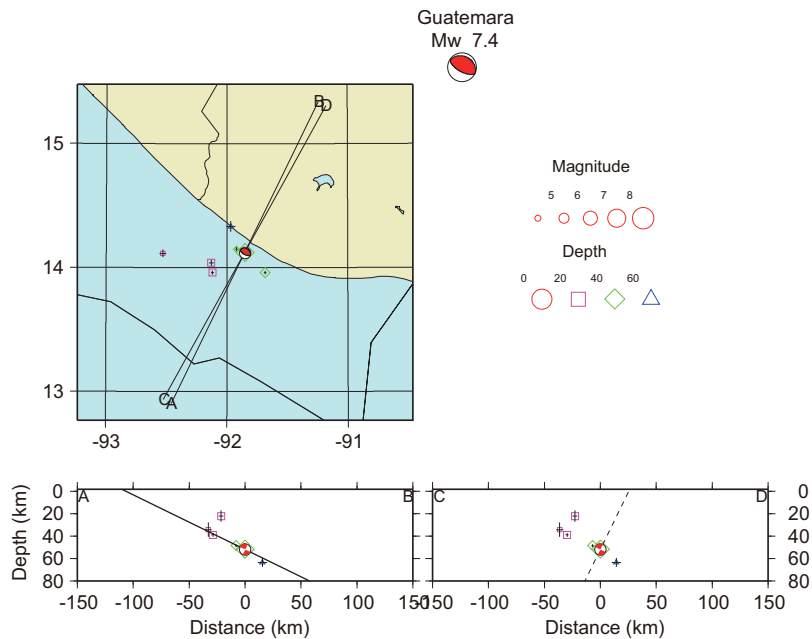 Guatemara
Mw 7.4
B
D
15
14
13
C
A
-93
-92
-91
Magnitude
5 6 7 8
Depth
0 20 40 60
A
B
C
D
0
20
40
60
80
Depth (km)
0
20
40
60
80
-150 -100 -50 0 50 100 150
-150 -100 -50 0 50 100 150
Distance (km)
Distance (km)